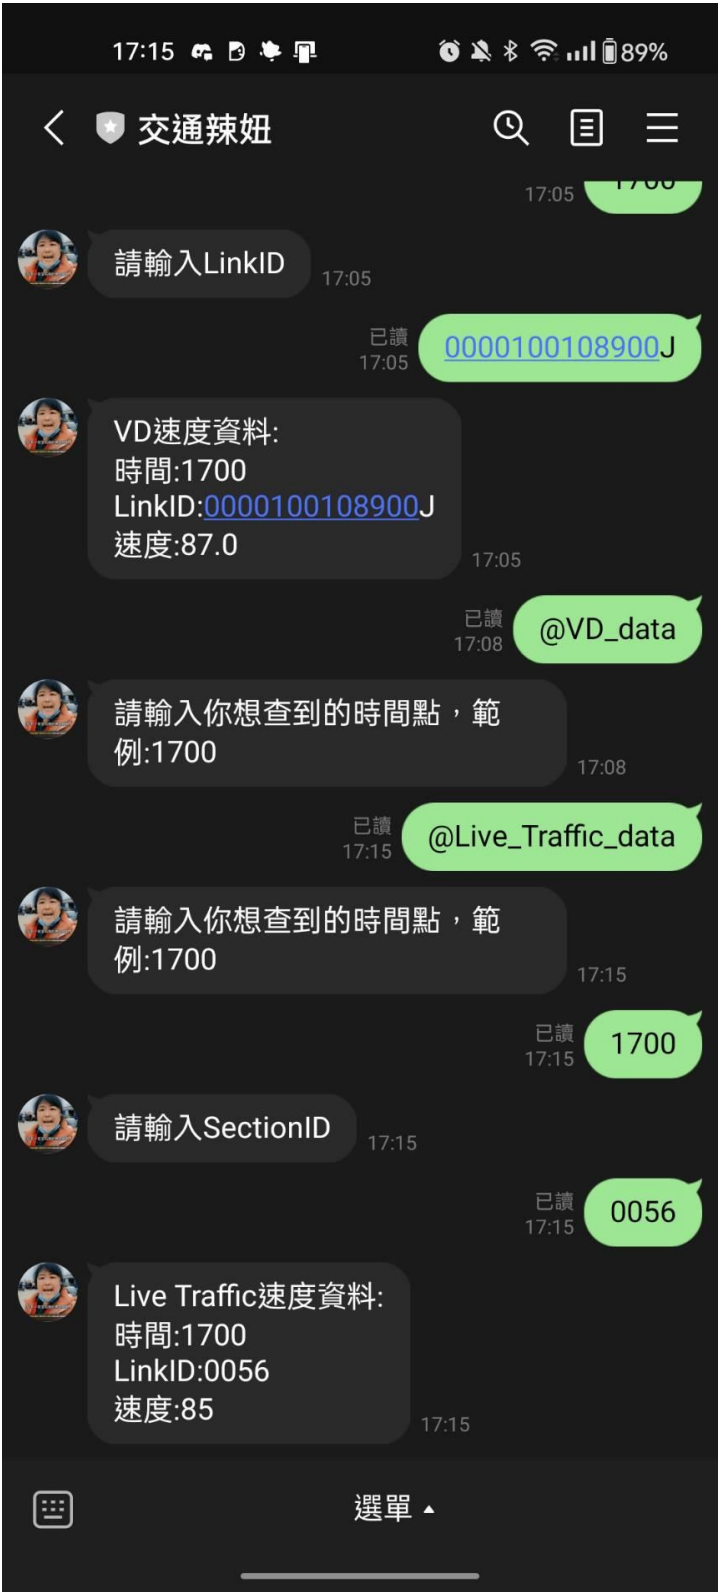 17:15
89%
交通辣妞
17:05
1700
請輸入LinkID
17:05
已讀
17:05
0000100108900J
VD速度資料:
時間:1700
LinkID:0000100108900J
速度:87.0
17:05
已讀
17:08
@VD_data
請輸入你想查到的時間點，範
例:1700
17:08
已讀
17:15
@Live_Traffic_data
請輸入你想查到的時間點，範
例:1700
17:15
已讀
17:15
1700
請輸入SectionID
17:15
已讀
17:15
0056
Live Traffic速度資料:
時間:1700
LinkID:0056
速度:85
17:15
選單